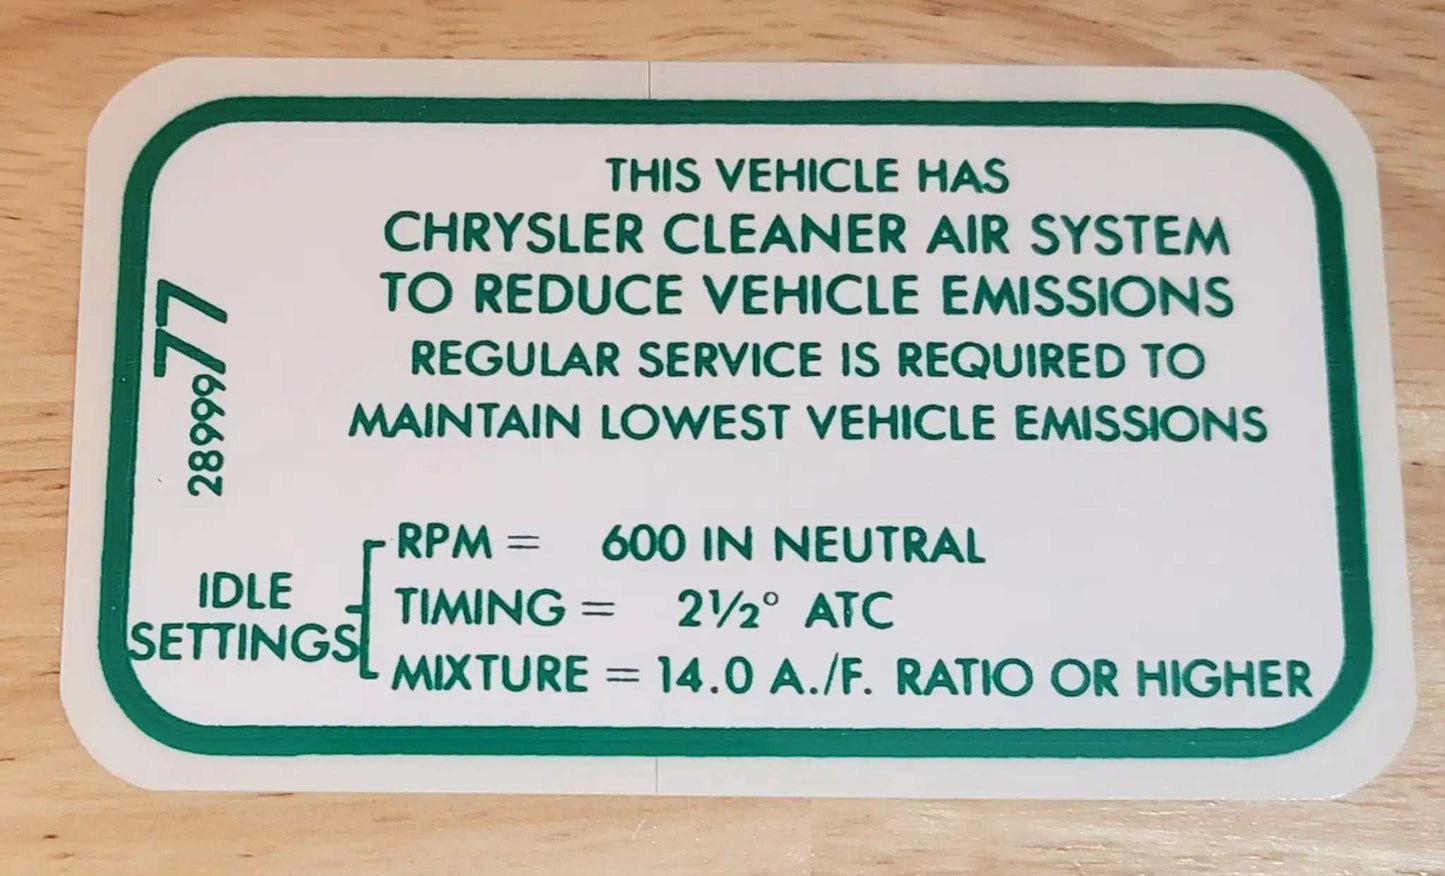 THIS VEHICLE HAS
CHRYSLER CLEANER AIR SYSTEM
TO REDUCE VEHICLE EMISSIONS
REGULAR SERVICE IS REQUIRED TO
MAINTAIN LOWEST VEHICLE EMISSIONS
2899977
IDLE
SETTINGS
RPM = 600 IN NEUTRAL
TIMING = 2½° ATC
MIXTURE = 14.0 A./F. RATIO OR HIGHER